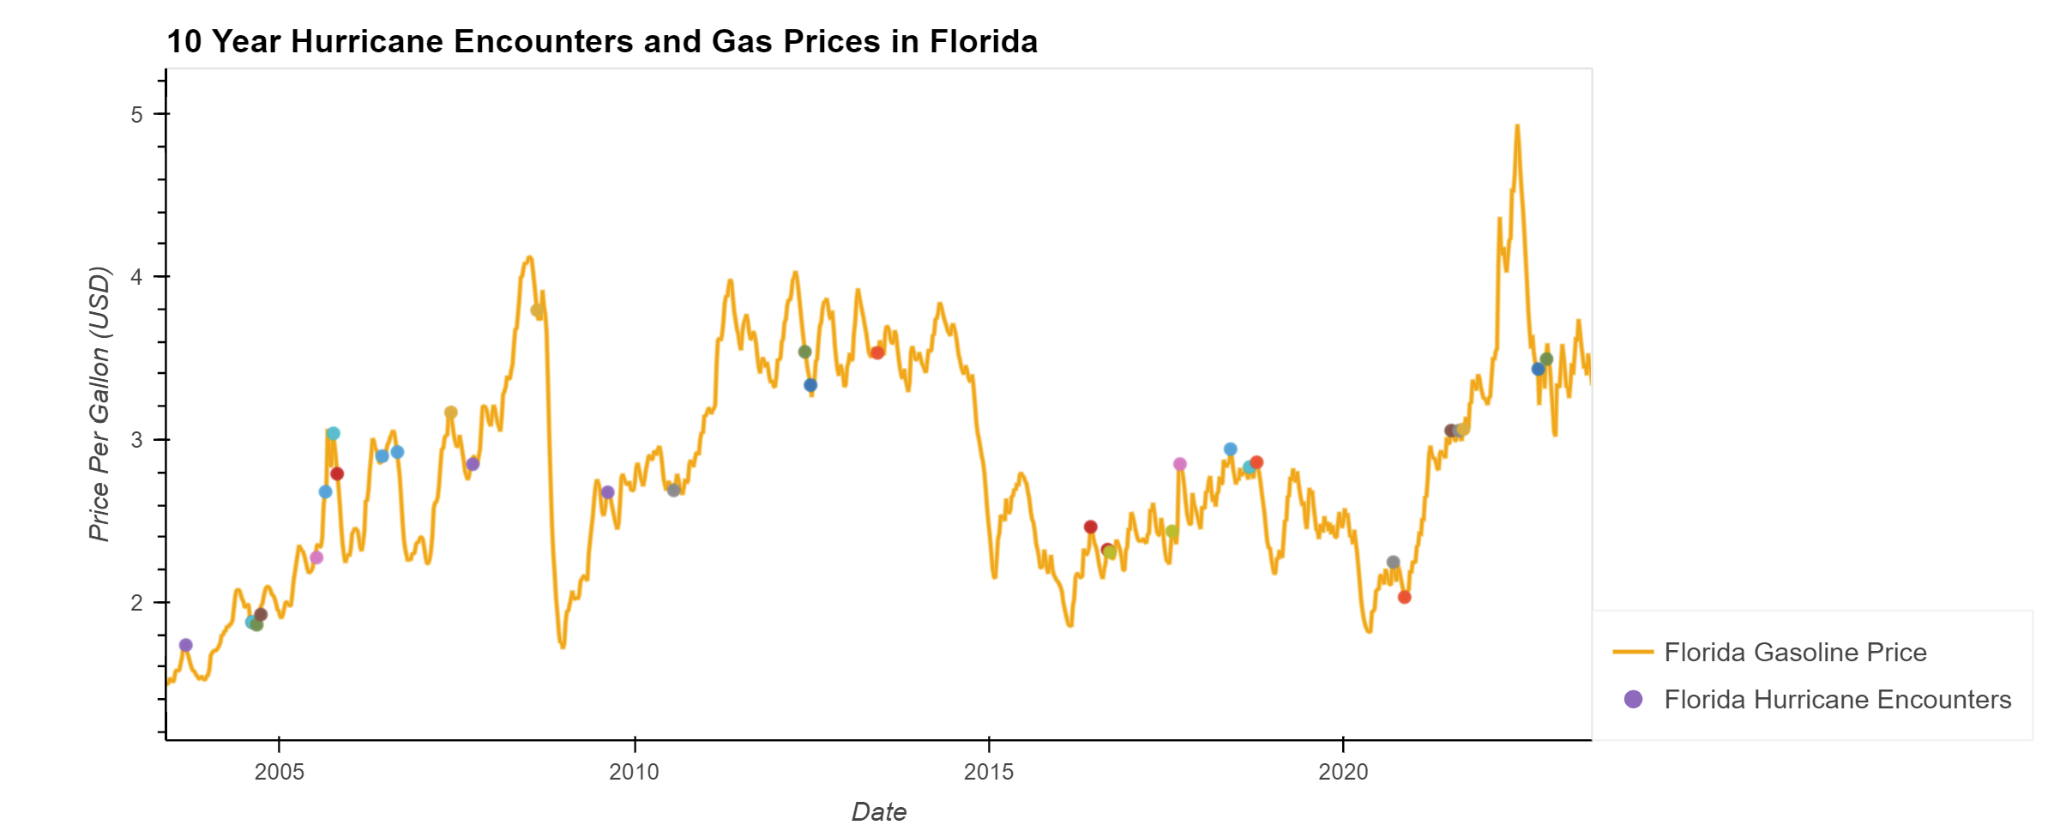 10 Year Hurricane Encounters and Gas Prices in Florida
5
4
3
2
Price Per Gallon (USD)
2005 2010 2015 2020
Date
Florida Gasoline Price
Florida Hurricane Encounters